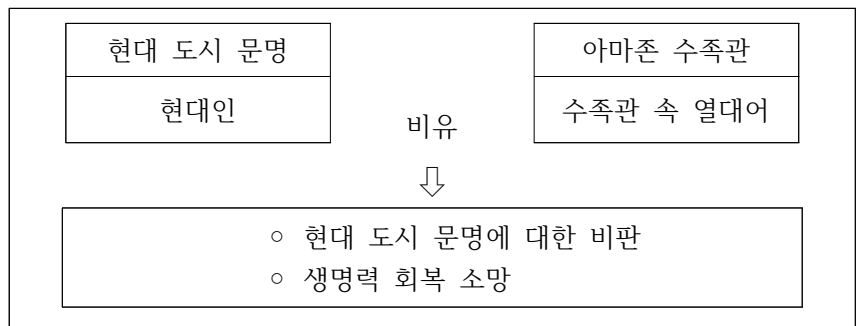 현대 도시 문명
아마존 수족관
현대인
수족관 속 열대어
비유
○ 현대 도시 문명에 대한 비판
○ 생명력 회복 소망